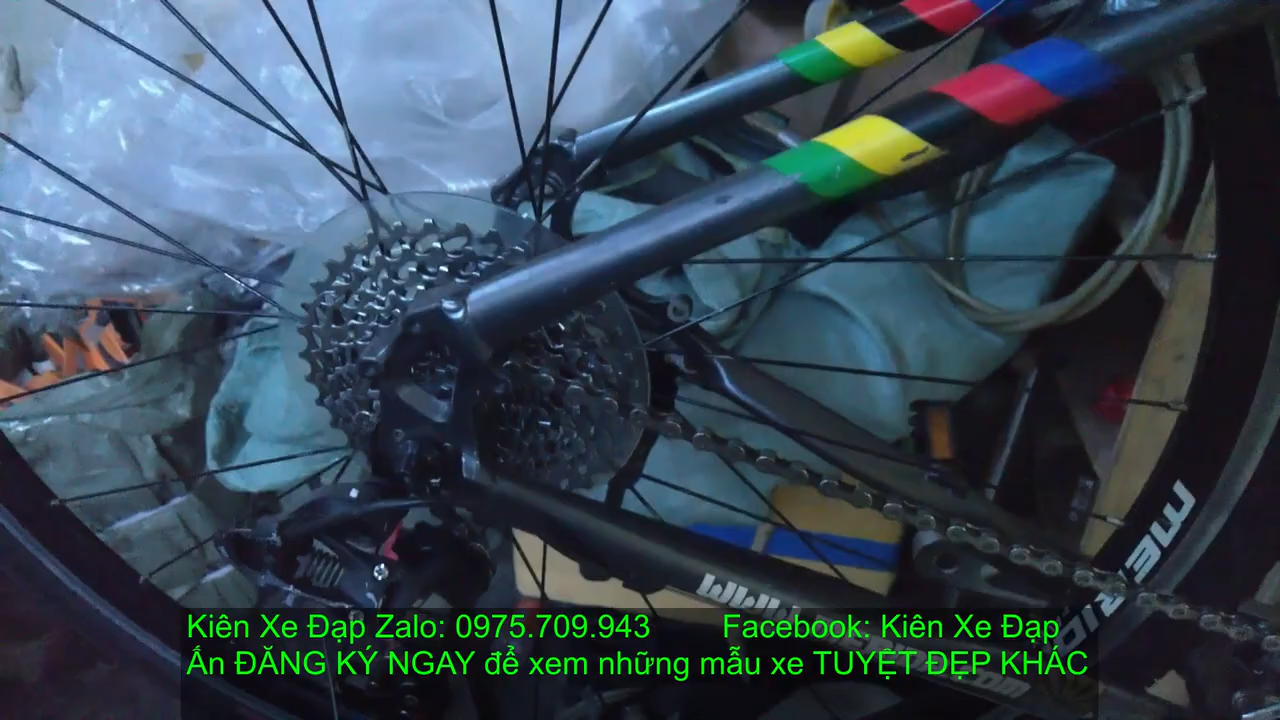 MERID
Kiên Xe Đạp Zalo: 0975.709.943 Facebook: Kiên Xe Đạp
Ấn ĐĂNG KÝ NGAY để xem những mẫu xe TUYỆT ĐẸP KHÁC